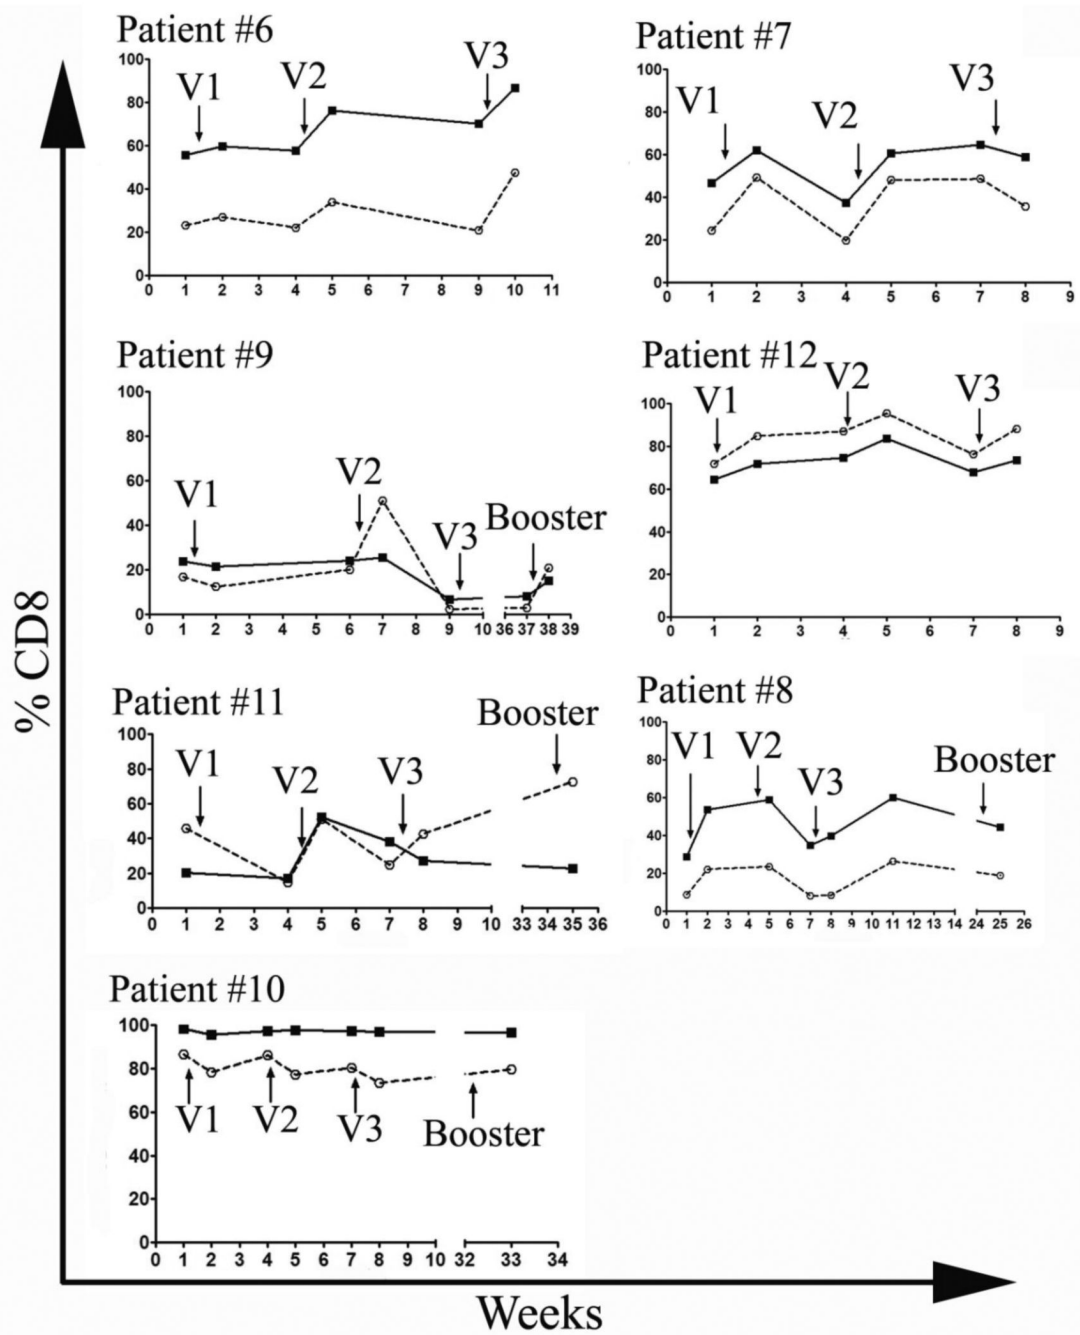 Patient #6
100
80
60
40
20
0
V1
V2
V3
0 1 2 3 4 5 6 7 8 9 10 11
Patient #7
100
80
60
40
20
0
V1
V2
V3
0 1 2 3 4 5 6 7 8 9
Patient #9
100
80
60
40
20
0
V1
V2
V3
Booster
0 1 2 3 4 5 6 7 8 9 10 36 37 38 39
Patient #12
100
80
60
40
20
0
V1
V2
V3
0 1 2 3 4 5 6 7 8 9
Patient #11
100
80
60
40
20
0
V1
V2
V3
Booster
0 1 2 3 4 5 6 7 8 9 10 33 34 35 36
Patient #8
100
80
60
40
20
0
V1
V2
V3
Booster
0 1 2 3 4 5 6 7 8 9 10 11 12 13 14 24 25 26
Patient #10
100
80
60
40
20
0
V1
V2
V3
Booster
0 1 2 3 4 5 6 7 8 9 10 32 33 34
% CD8
Weeks